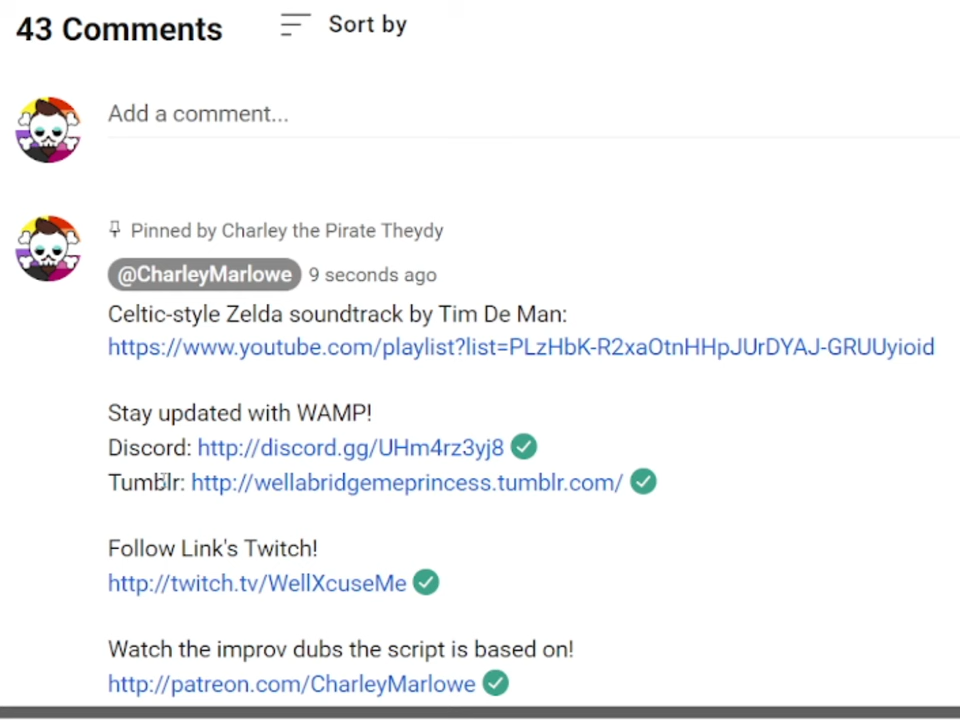 43 Comments
Sort by
Add a comment...
Pinned by Charley the Pirate Theydy
@CharleyMarlowe 9 seconds ago
Celtic-style Zelda soundtrack by Tim De Man:
https://www.youtube.com/playlist?list=PLzHbK-R2xaOtnHHpJUrDYAJ-GRUUyioid
Stay updated with WAMP!
Discord: http://discord.gg/UHm4rz3yj8
Tumblr: http://wellabridgemeprincess.tumblr.com/
Follow Link's Twitch!
http://twitch.tv/WellXcuseMe
Watch the improv dubs the script is based on!
http://patreon.com/CharleyMarlowe